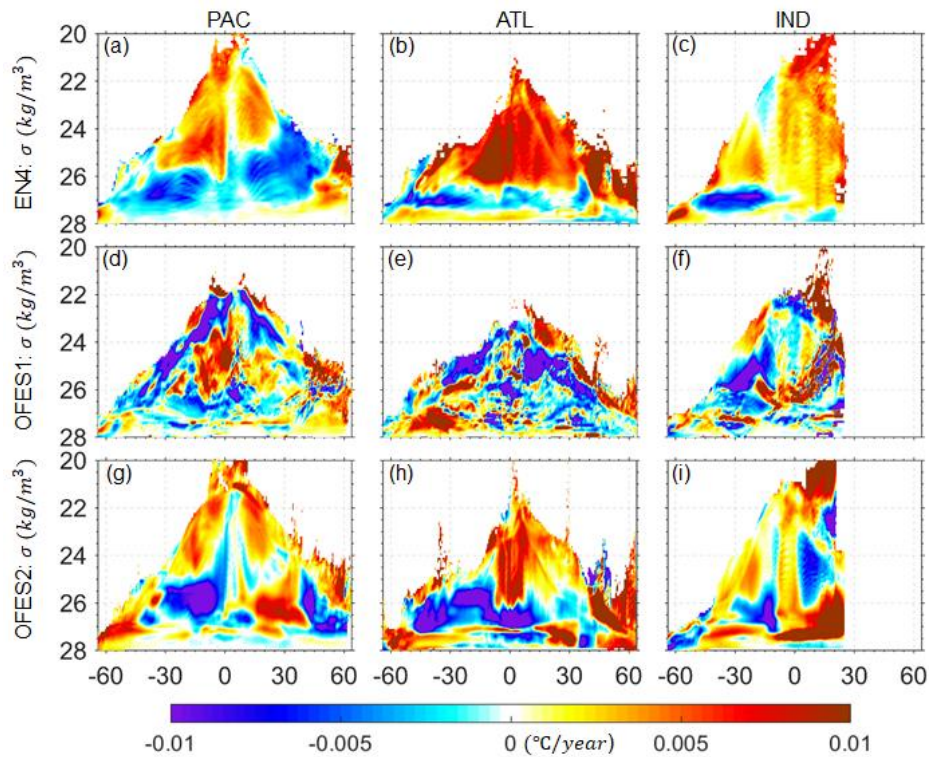 PAC ATL IND
EN4: σ (kg/m³) 20 22 24 26 28 (a) (b) (c)
OFES1: σ (kg/m³) 20 22 24 26 28 (d) (e) (f)
OFES2: σ (kg/m³) 20 22 24 26 28 (g) (h) (i)
-60 -30 0 30 60 -60 -30 0 30 60 -60 -30 0 30 60
-0.01 -0.005 0 (°C/year) 0.005 0.01